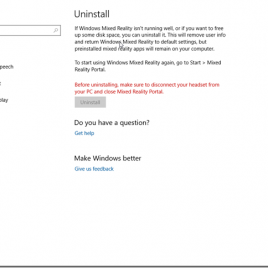 Uninstall
If Windows Mixed Reality isn't running well, or if you want to free
up some disk space, you can uninstall it. This will remove user info
and return Windows Mixed Reality to default settings, but
preinstalled mixed reality apps will remain on your computer.
To start using Windows Mixed Reality again, go to Start > Mixed
Reality Portal.
Before uninstalling, make sure to disconnect your headset from
your PC and close Mixed Reality Portal.
Uninstall
Do you have a question?
Get help
Make Windows better
Give us feedback
peech
play